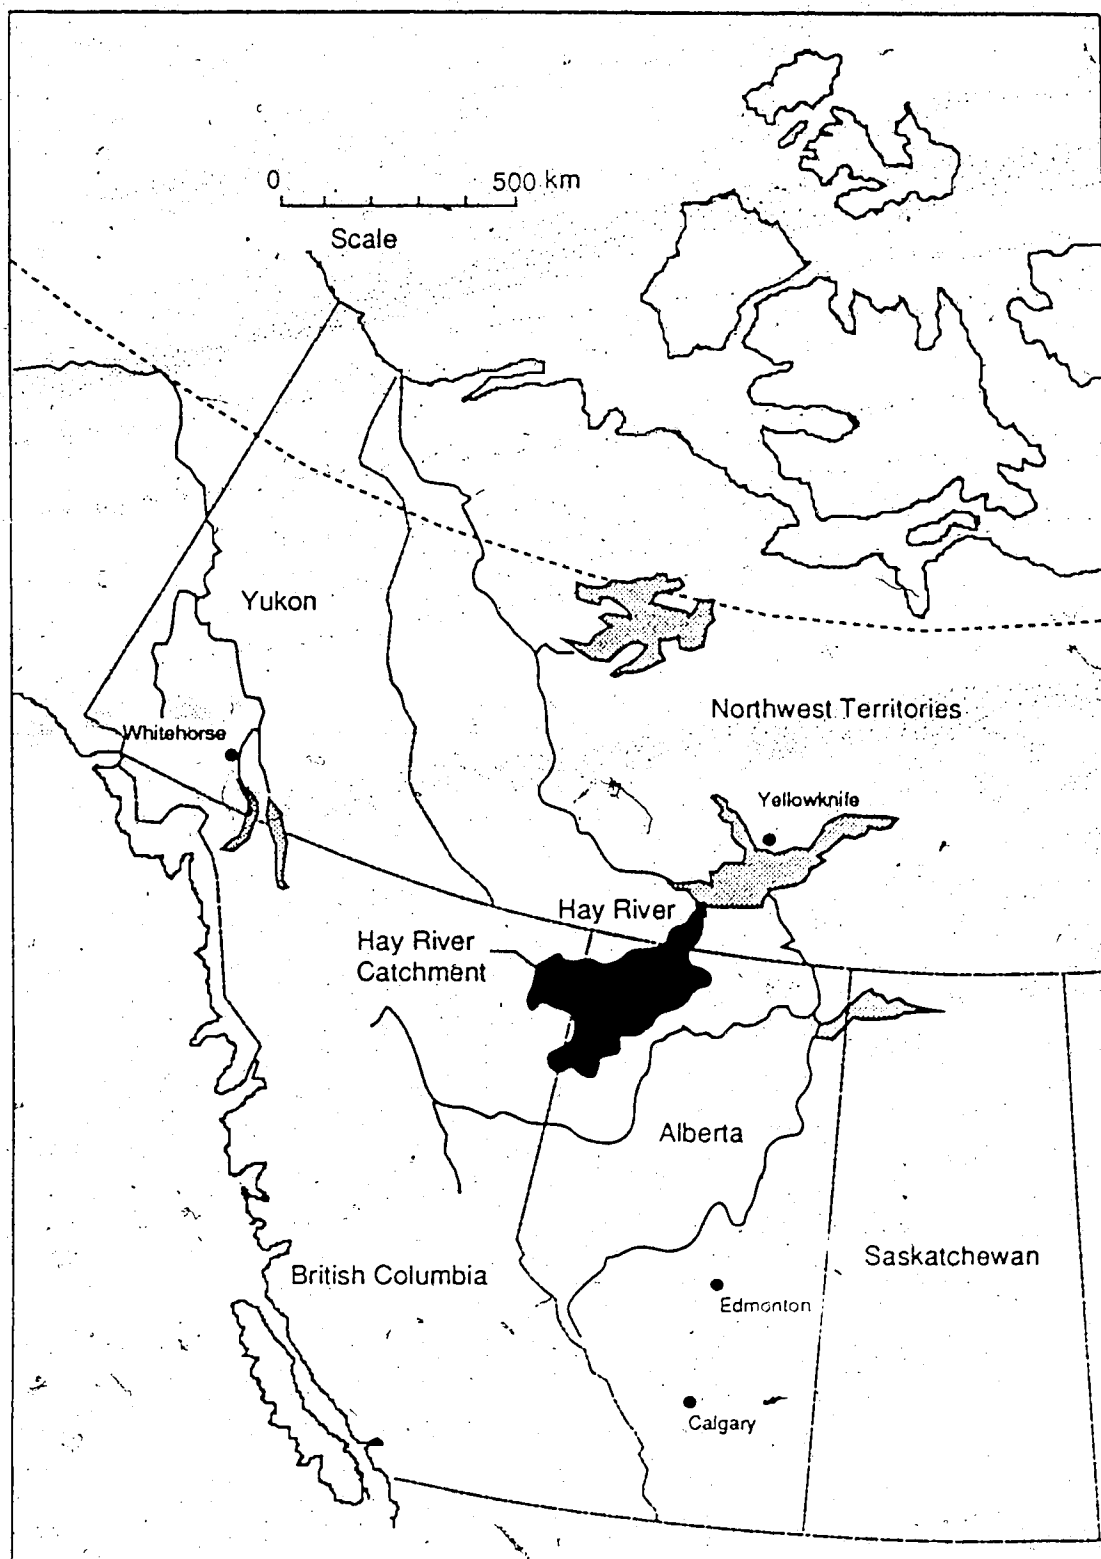 0 500 km
Scale
Yukon
Whitehorse
Northwest Territories
Yellowknife
Hay River
Hay River
Catchment
Alberta
British Columbia
Saskatchewan
Edmonton
Calgary